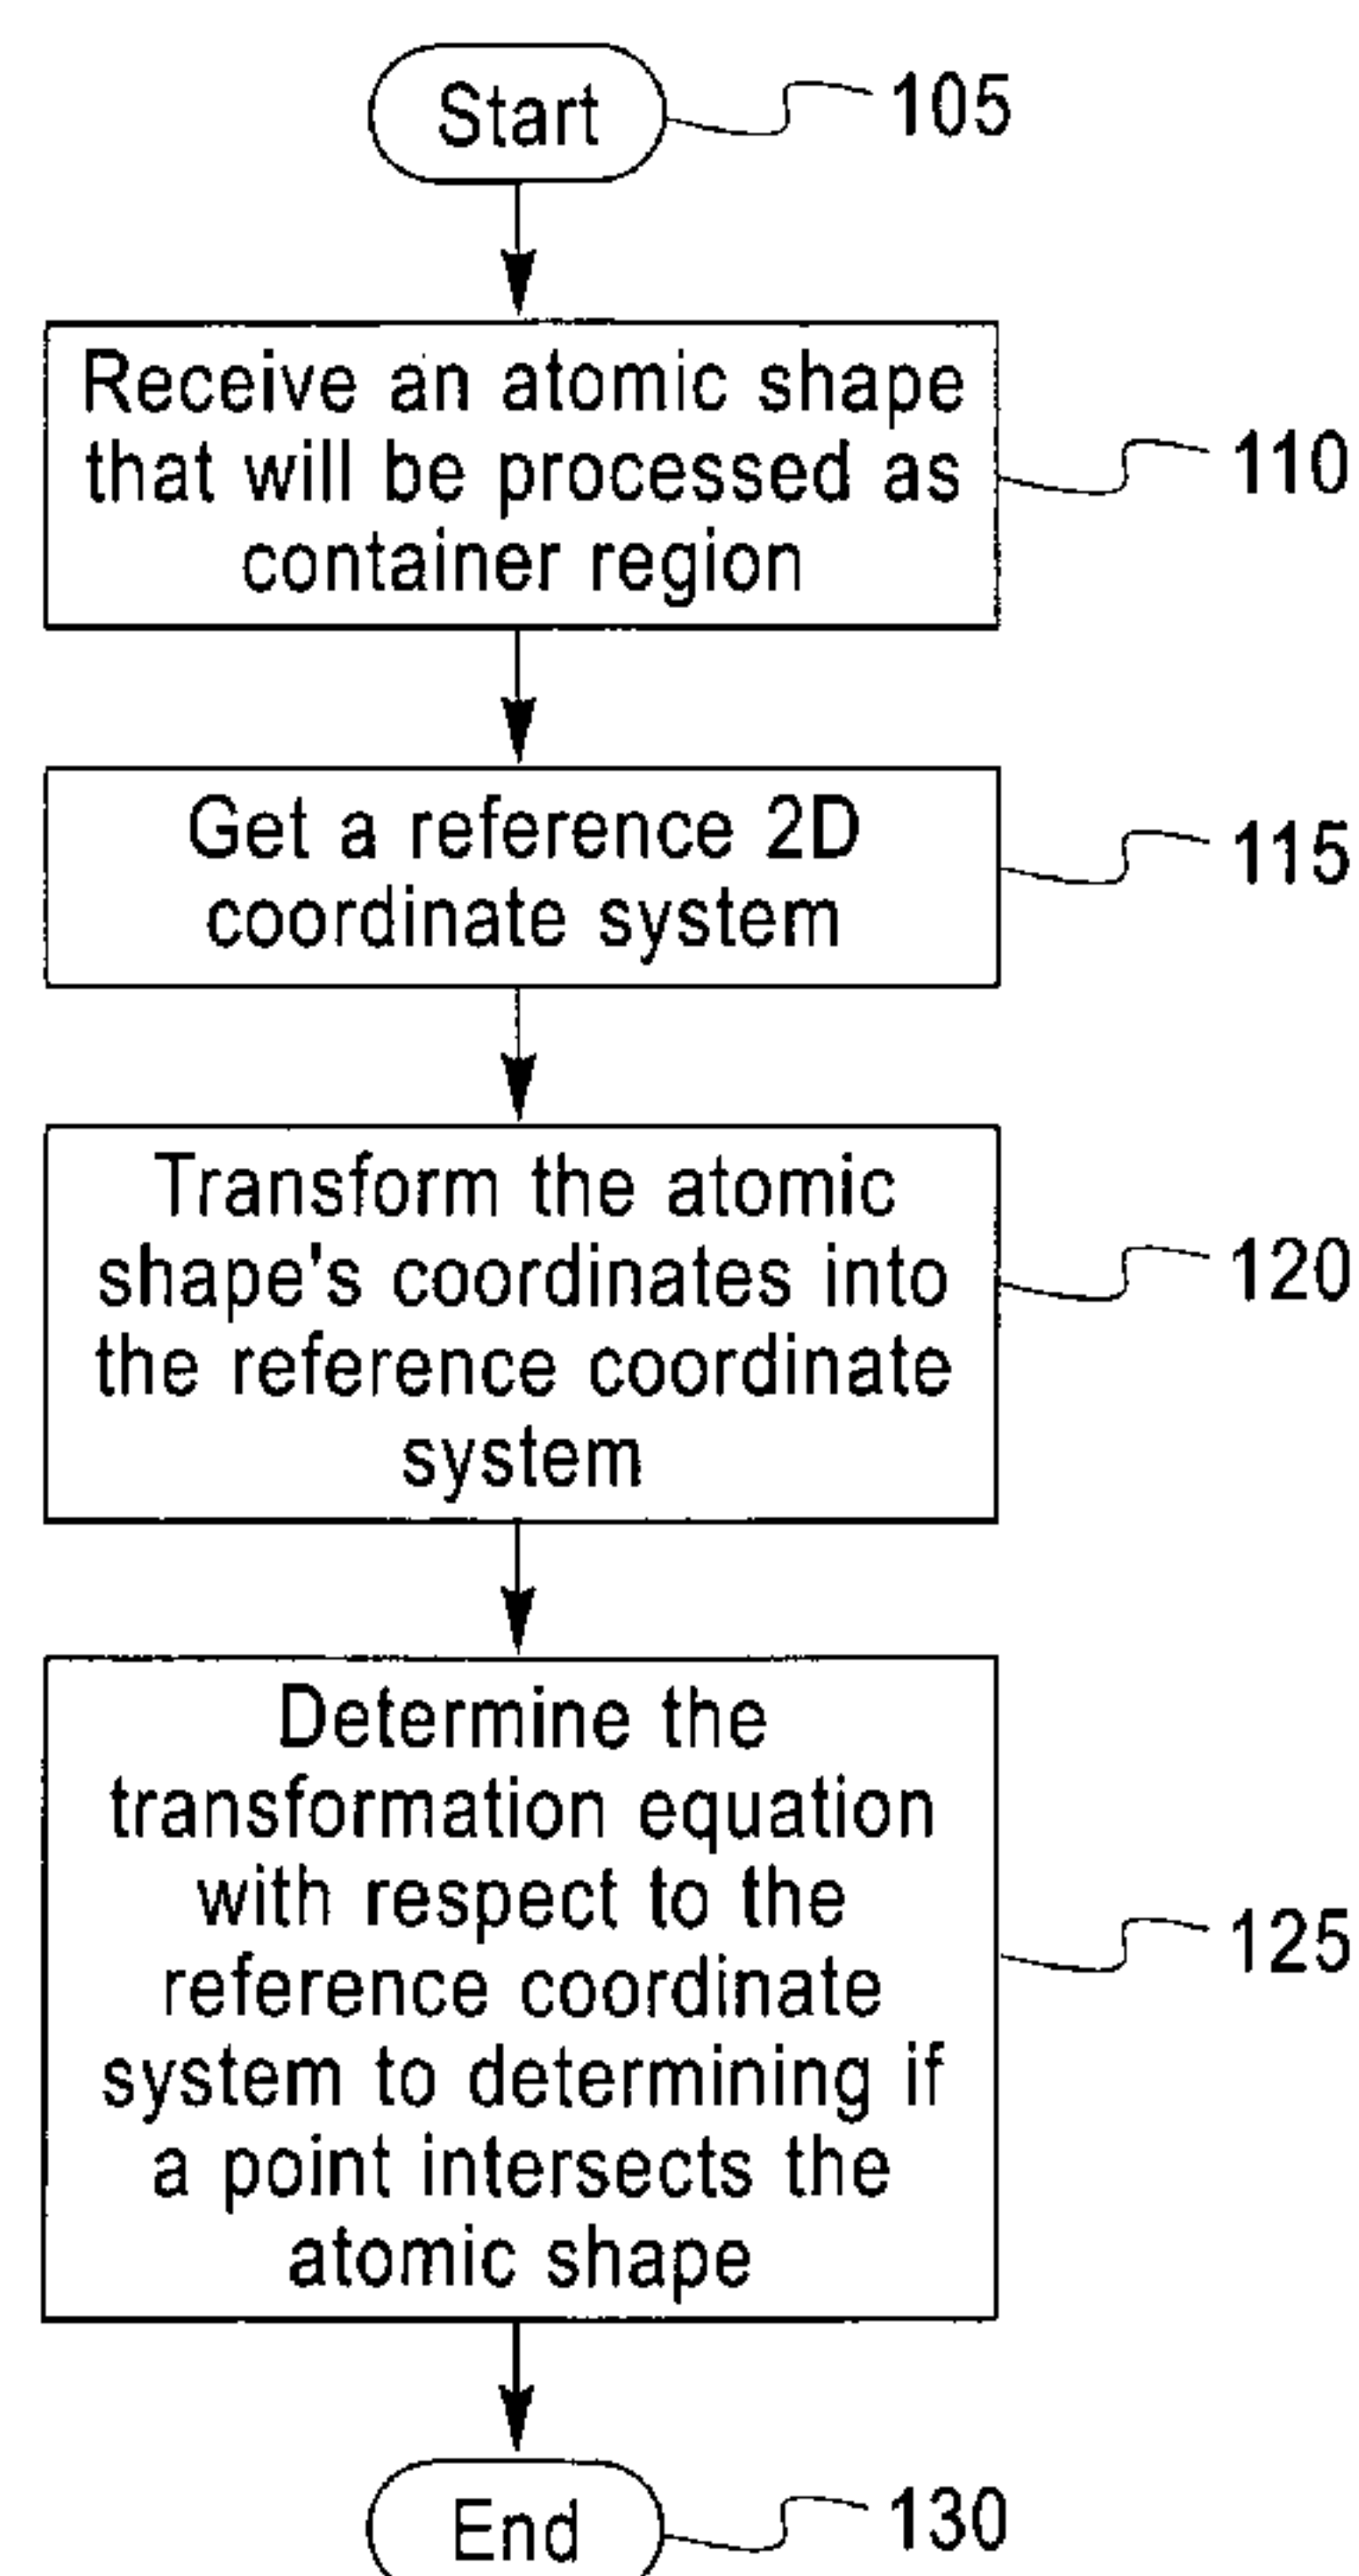 Start
105
Receive an atomic shape
that will be processed as
container region
110
Get a reference 2D
coordinate system
115
Transform the atomic
shape's coordinates into
the reference coordinate
system
120
Determine the
transformation equation
with respect to the
reference coordinate
system to determining if
a point intersects the
atomic shape
125
End
130